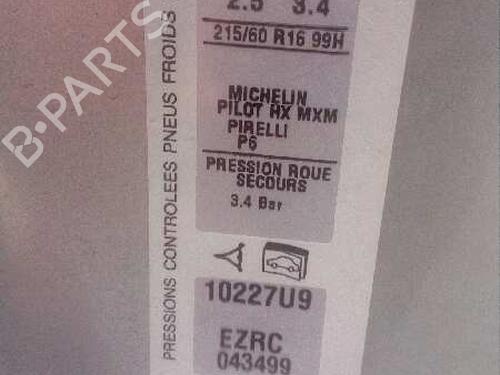 2.5 3.4
215/60 R16 99H
MICHELIN
PILOT HX MXM
PIRELLI
P6
PRESSION ROUE
SECOURS
3.4 Bar
10227U9
EZRC
043499
PRESSIONS CONTROLEES PNEUS FROIDS
B-PARTS